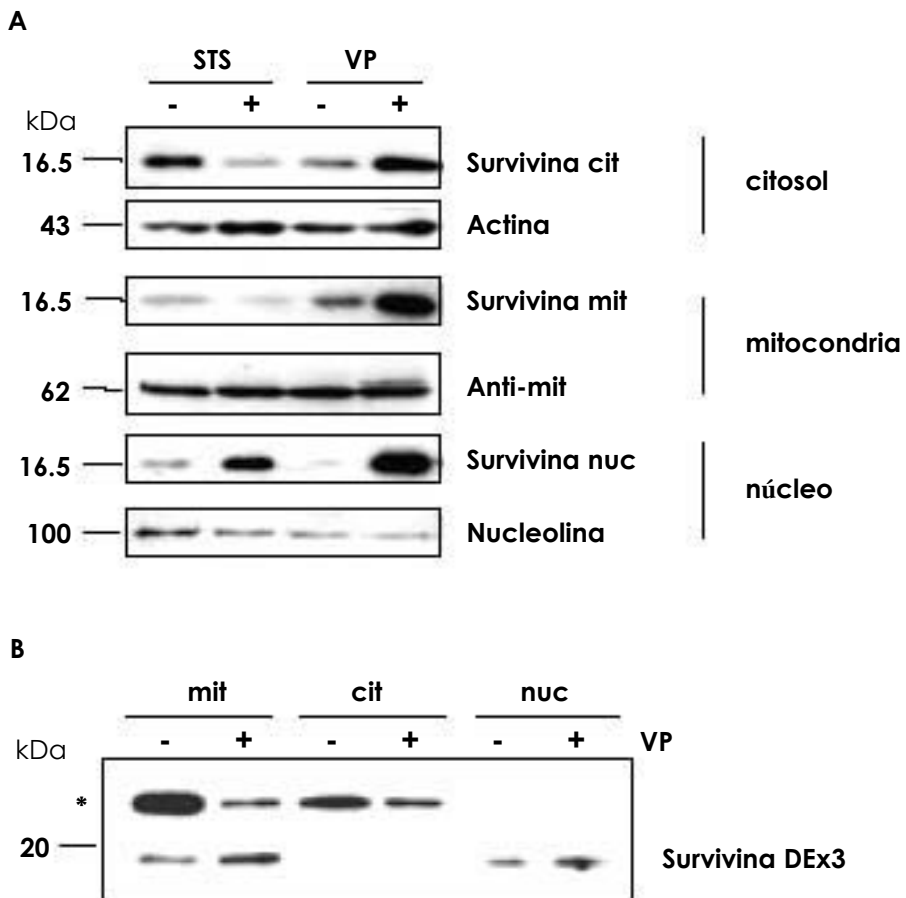 A
STS VP
- + - +
kDa
16.5 Survivina cit
citosol
43 Actina
16.5 Survivina mit
mitocondria
62 Anti-mit
16.5 Survivina nuc
núcleo
100 Nucleolina
B
mit cit nuc
kDa - + - + - + VP
*
20
Survivina DEx3